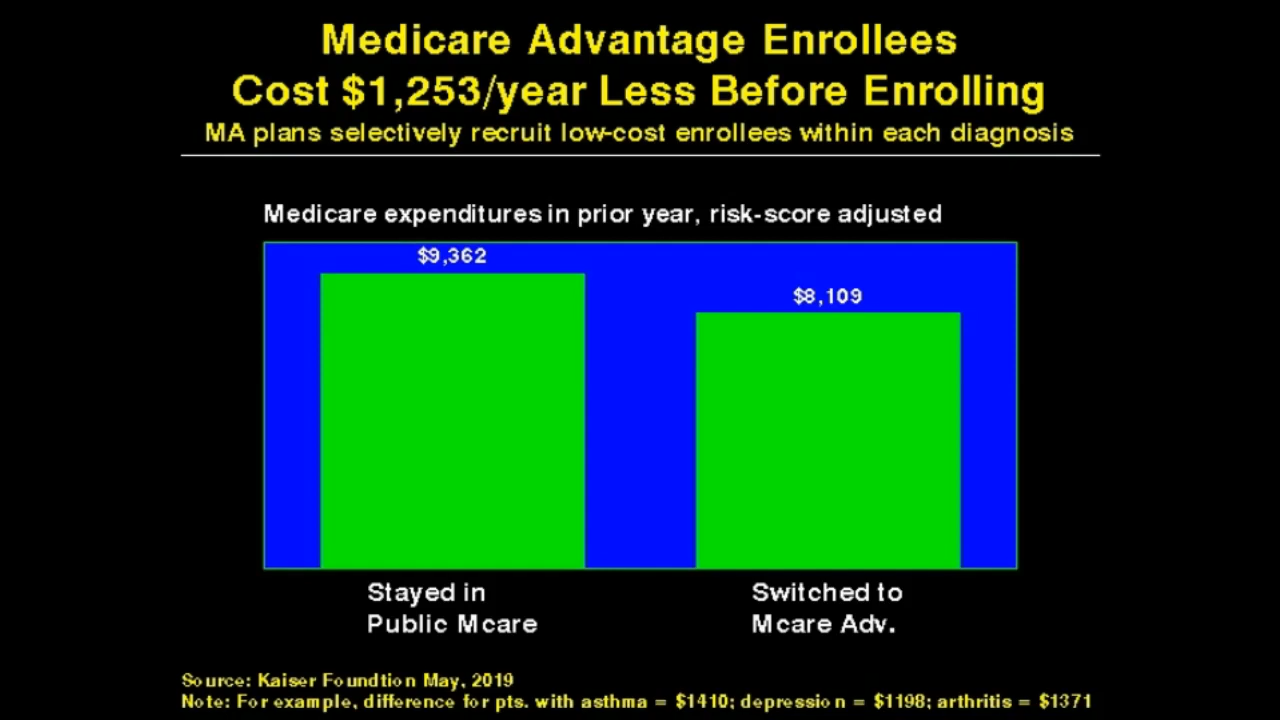 Medicare Advantage Enrollees
Cost $1,253/year Less Before Enrolling
MA plans selectively recruit low-cost enrollees within each diagnosis
Medicare expenditures in prior year, risk-score adjusted
$9,362
$8,109
Stayed in
Public Mcare
Switched to
Mcare Adv.
Source: Kaiser Foundtion May, 2019
Note: For example, difference for pts. with asthma = $1410; depression = $1198; arthritis = $1371